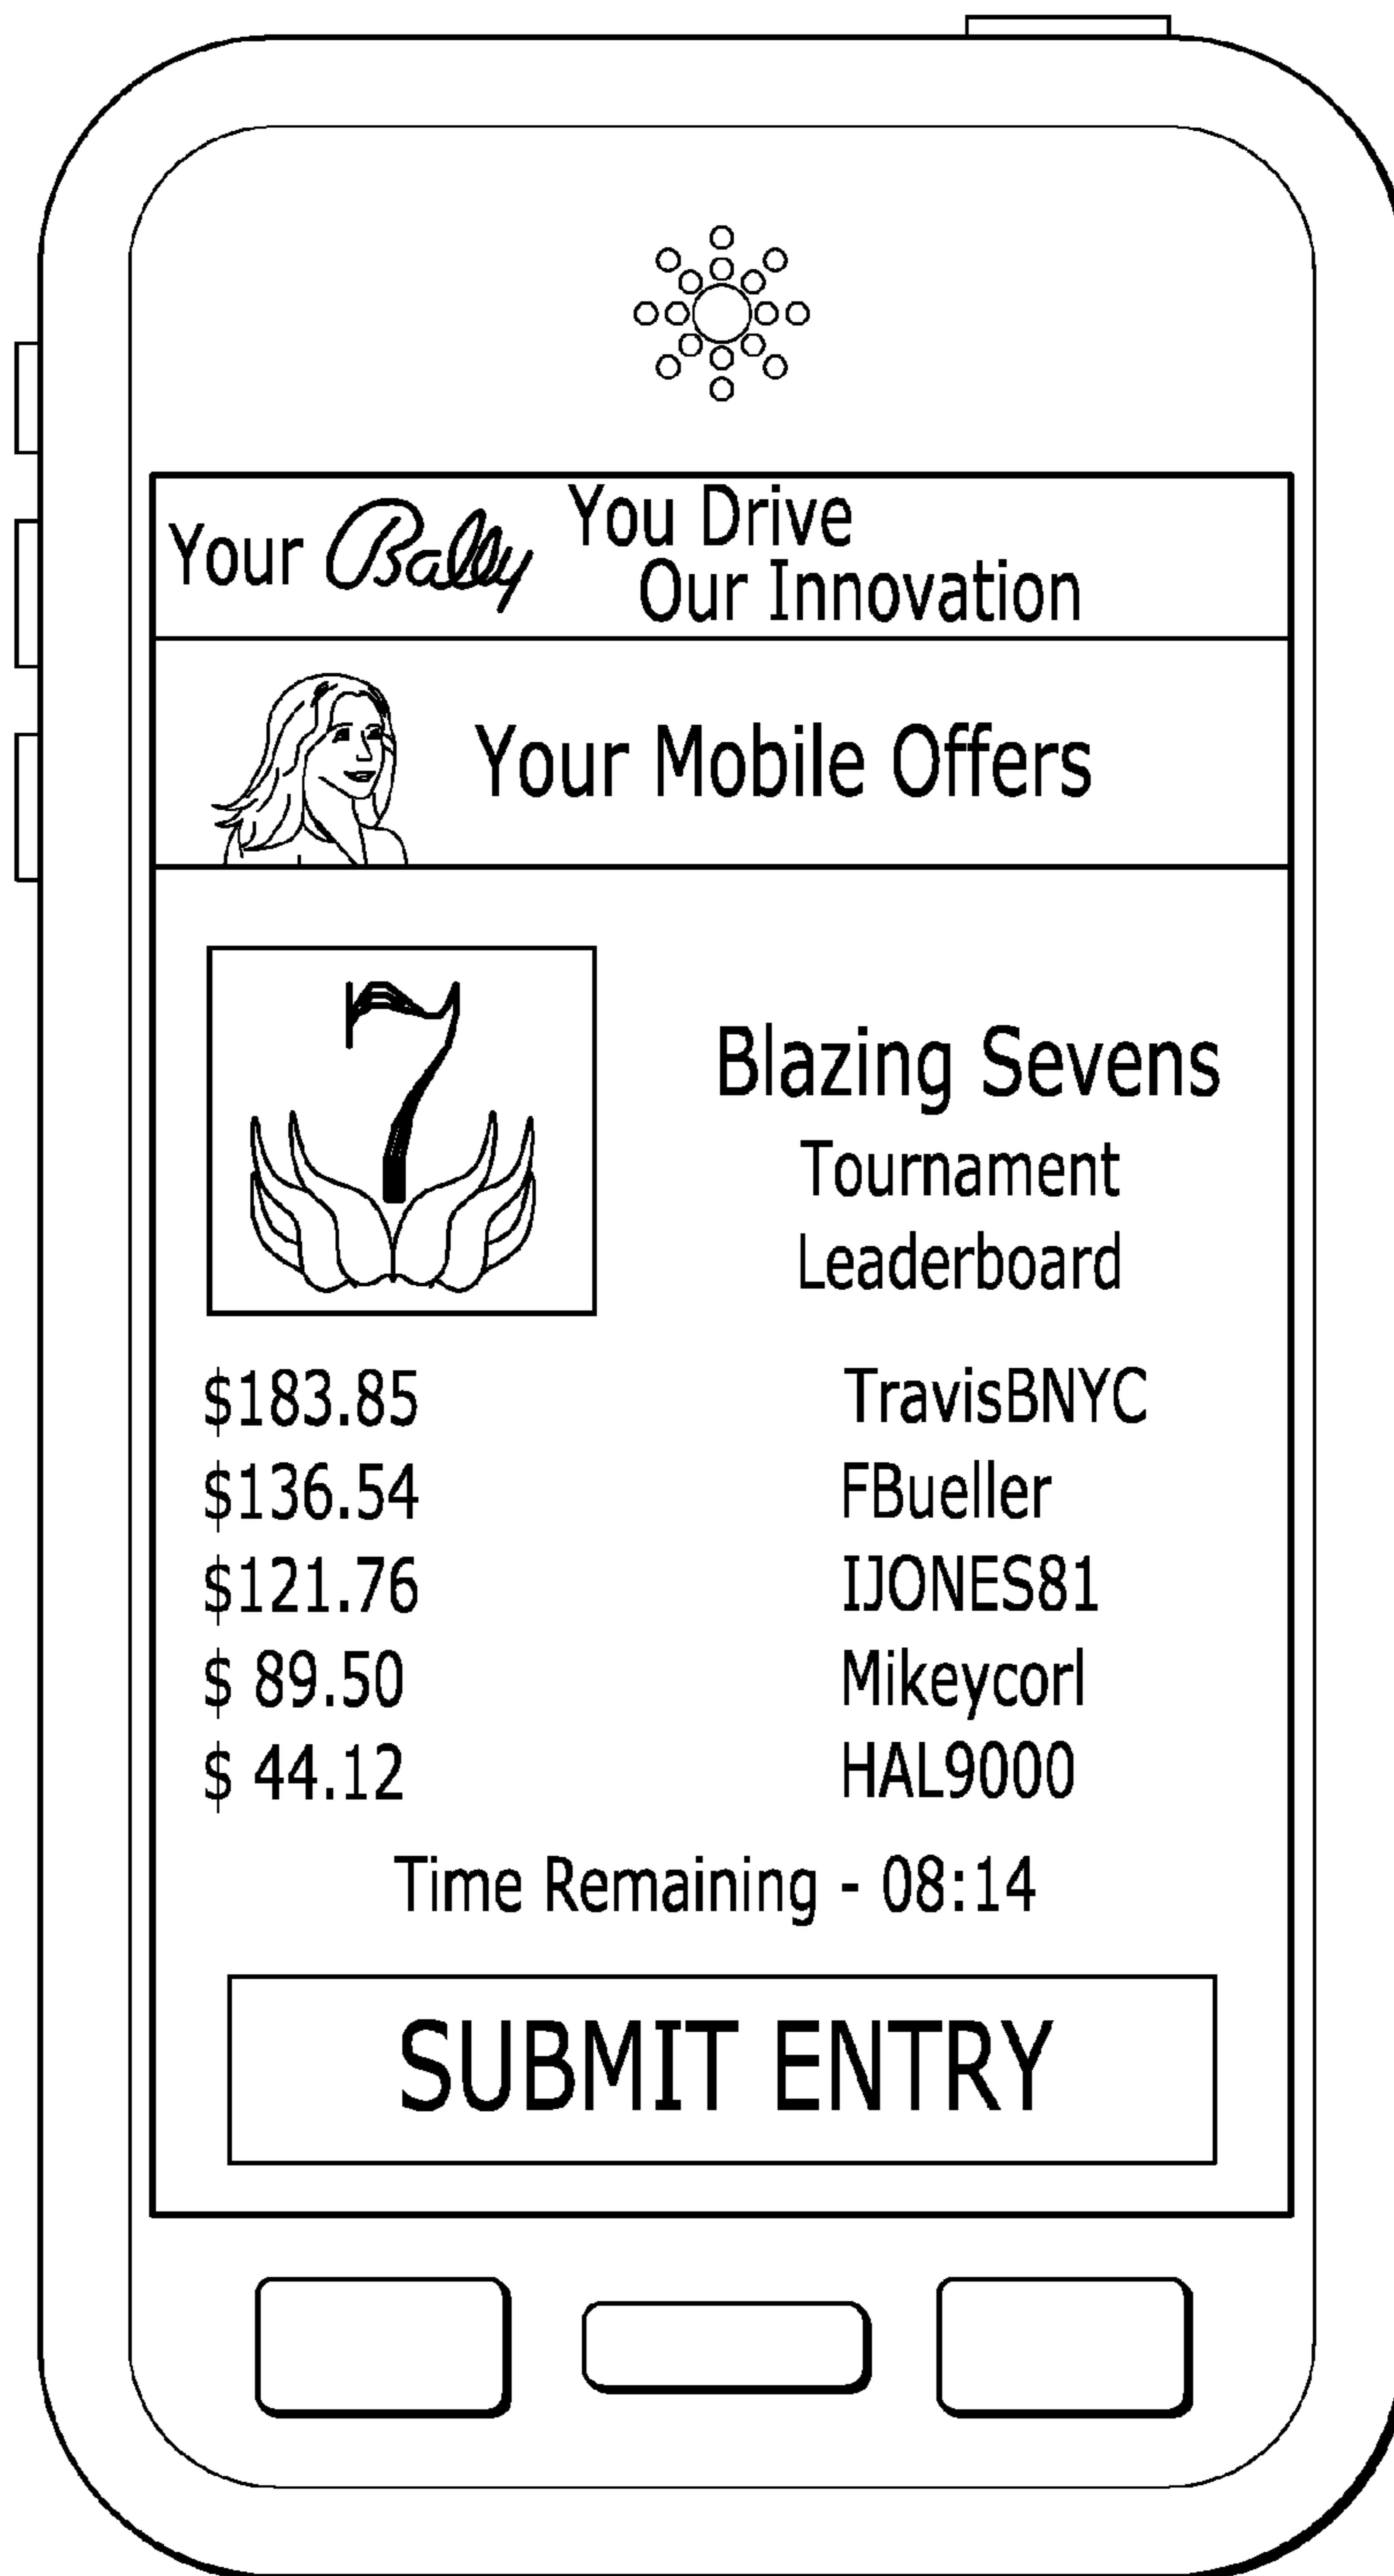 Your Bally You Drive
Our Innovation
Your Mobile Offers
7
Blazing Sevens
Tournament
Leaderboard
$183.85 TravisBNYC
$136.54 FBueller
$121.76 IJONES81
$ 89.50 Mikeycorl
$ 44.12 HAL9000
Time Remaining - 08:14
SUBMIT ENTRY